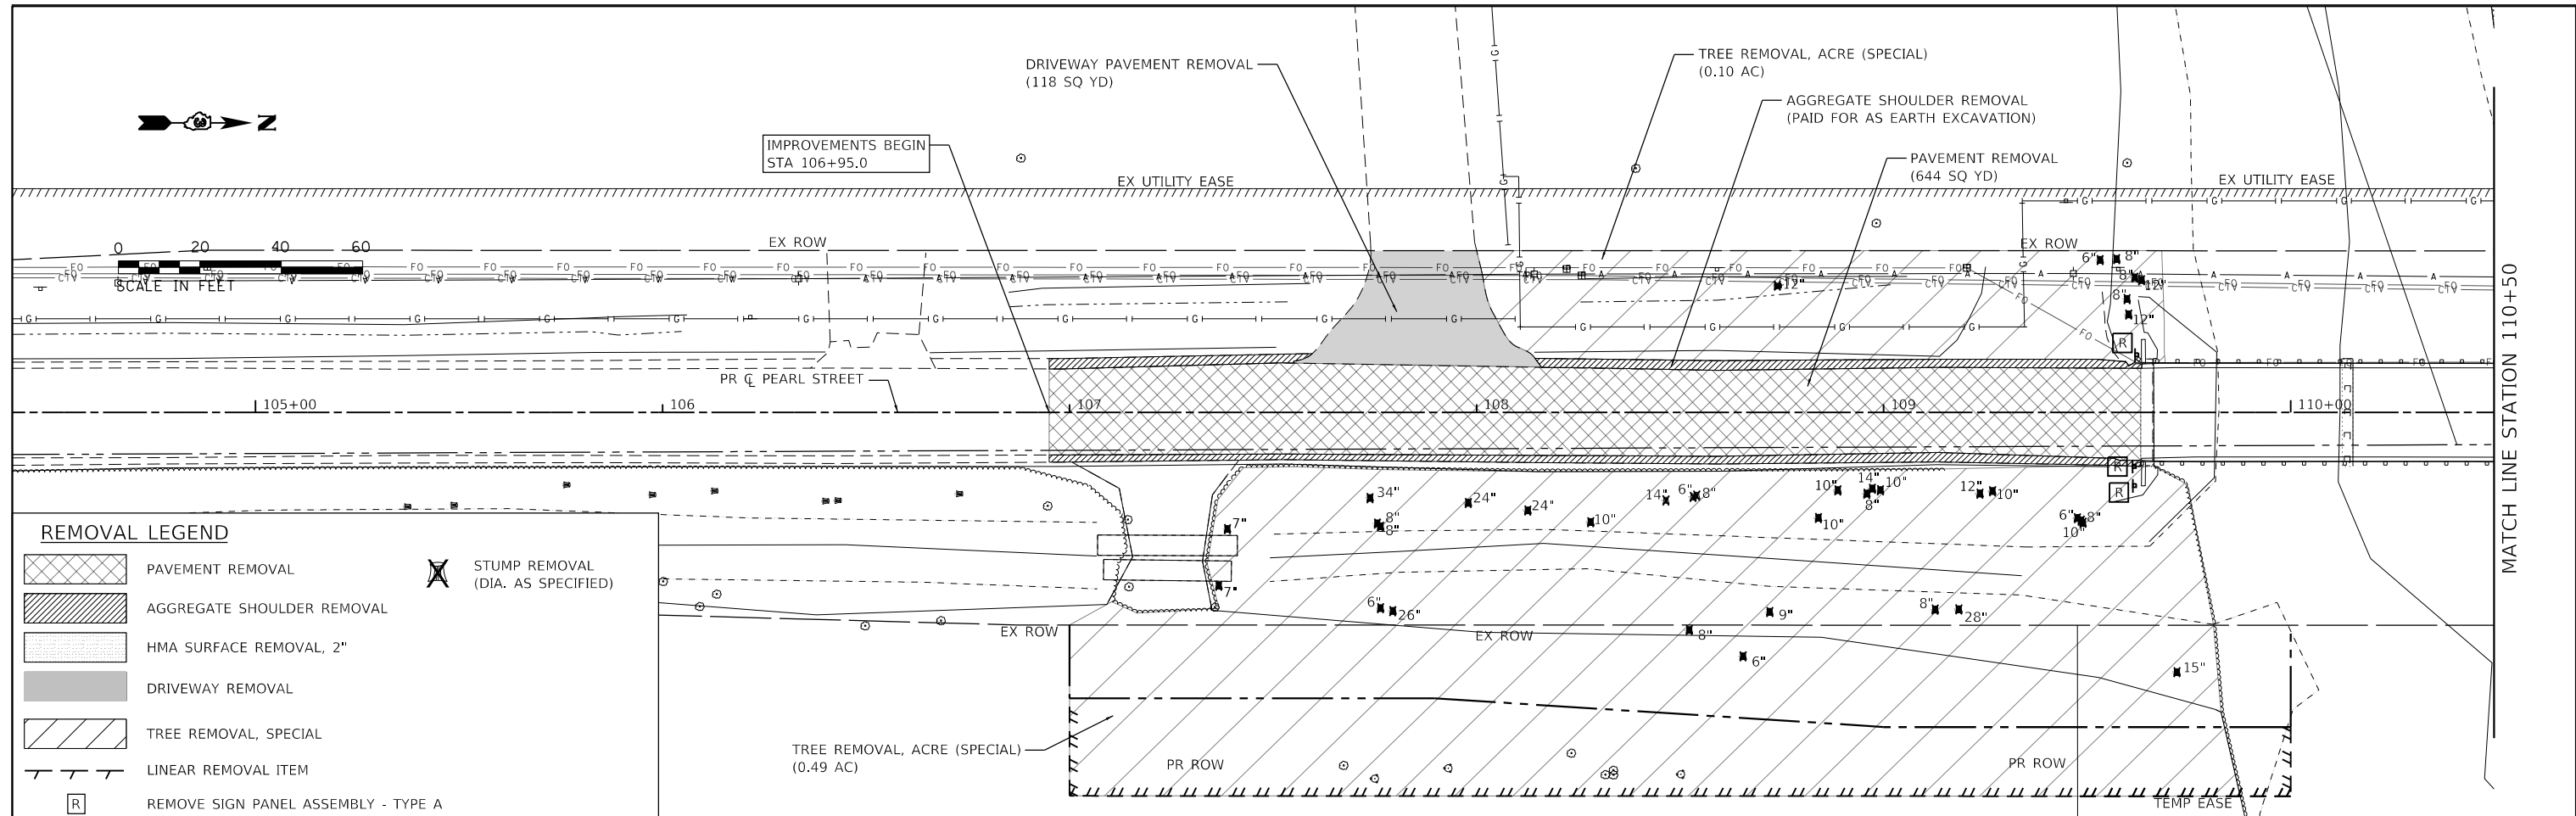 DRIVEWAY PAVEMENT REMOVAL
(118 SQ YD)
TREE REMOVAL, ACRE (SPECIAL)
(0.10 AC)
AGGREGATE SHOULDER REMOVAL
(PAID FOR AS EARTH EXCAVATION)
IMPROVEMENTS BEGIN
STA 106+95.0
PAVEMENT REMOVAL
(644 SQ YD)
N
EX UTILITY EASE
EX UTILITY EASE
EX ROW
EX ROW
0 20 40 60
SCALE IN FEET
6" 8"
8" 12"
12"
8"
12"
R
PR CL PEARL STREET
105+00 106 107 108 109 110+00
MATCH LINE STATION 110+50
R
R
34" 24" 24" 10" 14" 6" 8" 10" 14" 10" 8" 12" 10"
8"
8"
10"
6" 8"
10"
7"
7"
6" 26"
9"
8" 28"
8"
6"
15"
EX ROW
EX ROW
PR ROW
PR ROW
TEMP EASE
TREE REMOVAL, ACRE (SPECIAL)
(0.49 AC)
REMOVAL LEGEND
PAVEMENT REMOVAL
STUMP REMOVAL
(DIA. AS SPECIFIED)
AGGREGATE SHOULDER REMOVAL
HMA SURFACE REMOVAL, 2"
DRIVEWAY REMOVAL
TREE REMOVAL, SPECIAL
LINEAR REMOVAL ITEM
R REMOVE SIGN PANEL ASSEMBLY - TYPE A